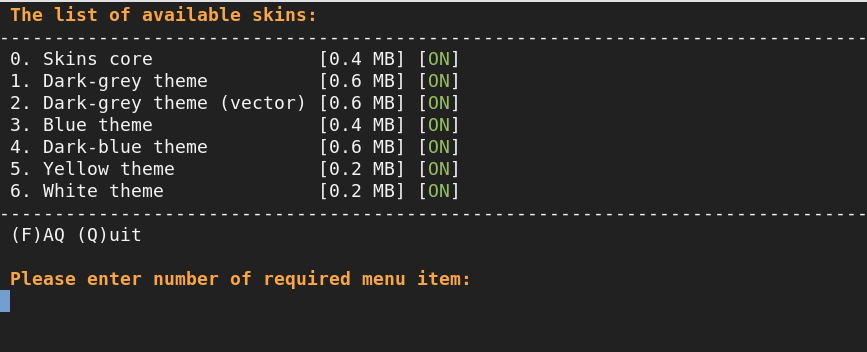 The list of available skins:
--------------------------------------------------------------------------------
0. Skins core               [0.4 MB] [ON]
1. Dark-grey theme          [0.6 MB] [ON]
2. Dark-grey theme (vector) [0.6 MB] [ON]
3. Blue theme               [0.4 MB] [ON]
4. Dark-blue theme          [0.6 MB] [ON]
5. Yellow theme             [0.2 MB] [ON]
6. White theme              [0.2 MB] [ON]
--------------------------------------------------------------------------------
(F)AQ (Q)uit
Please enter number of required menu item: